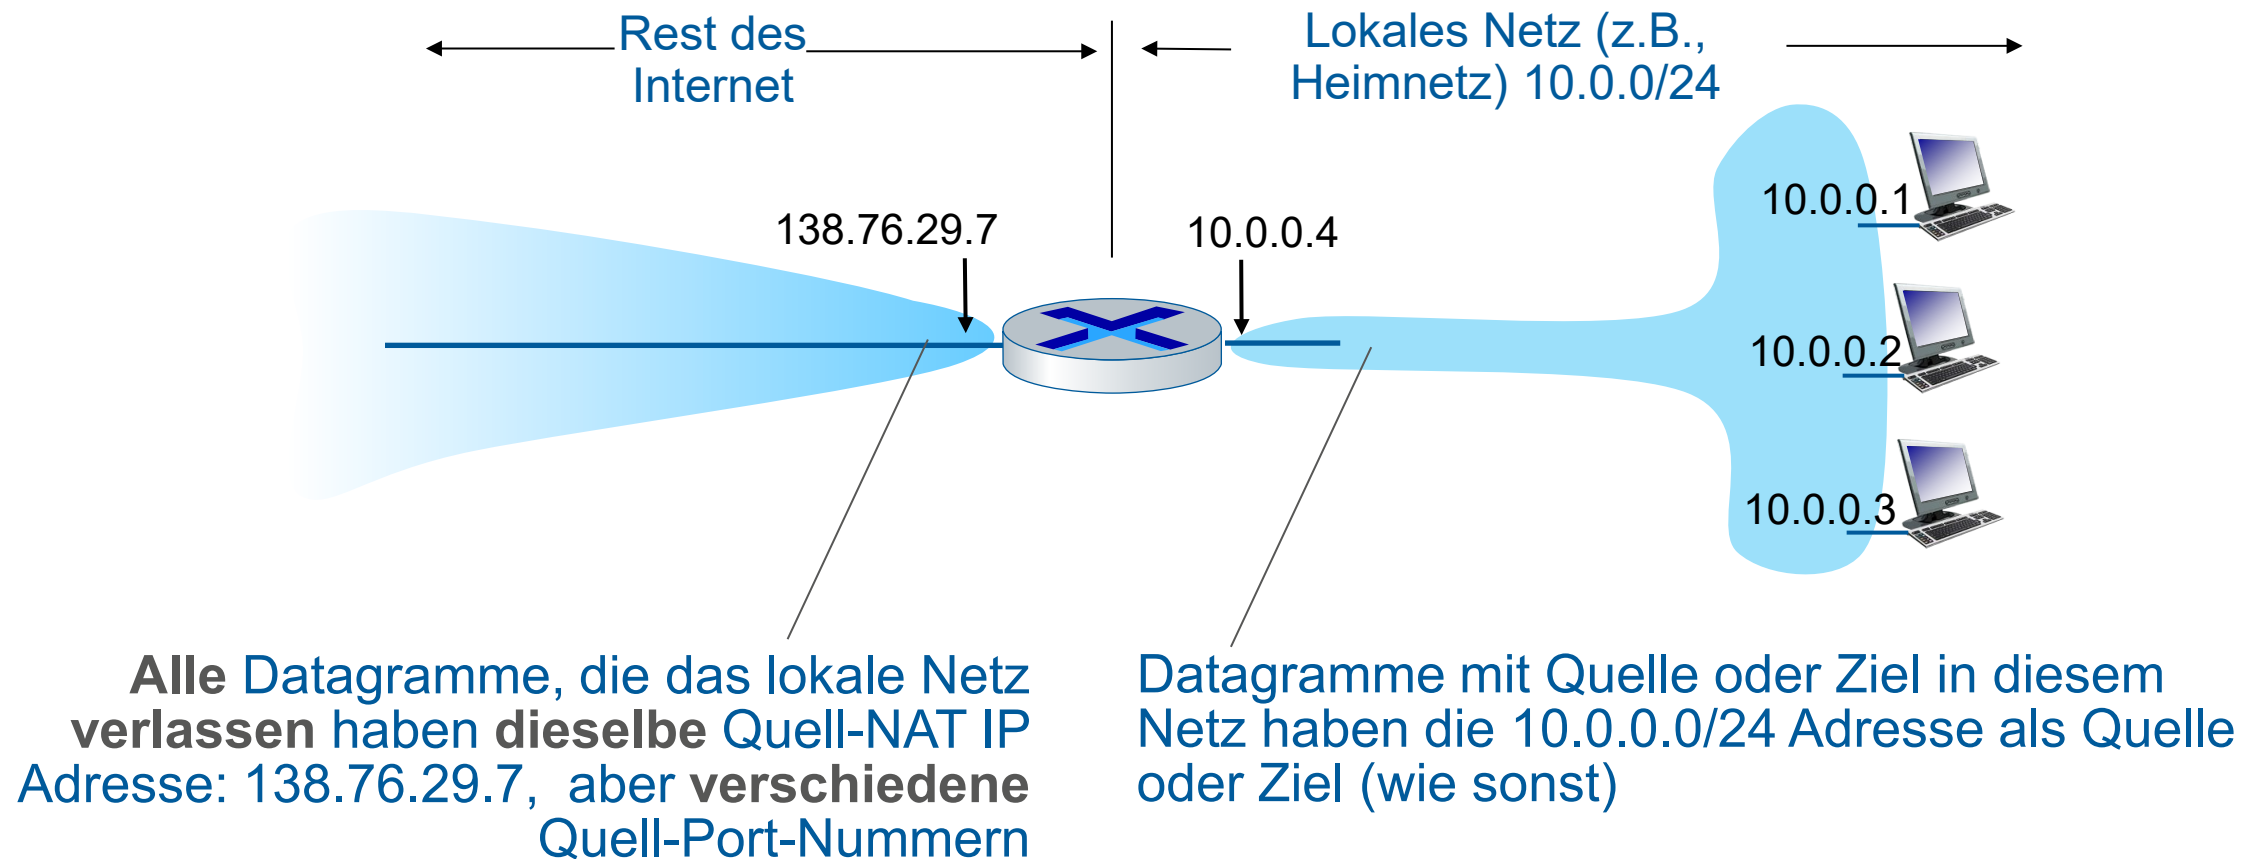 Rest des
Internet
Lokales Netz (z.B.,
Heimnetz) 10.0.0/24
138.76.29.7
10.0.0.4
10.0.0.1
10.0.0.2
10.0.0.3
Alle Datagramme, die das lokale Netz
verlassen haben dieselbe Quell-NAT IP
Adresse: 138.76.29.7, aber verschiedene
Quell-Port-Nummern
Datagramme mit Quelle oder Ziel in diesem
Netz haben die 10.0.0.0/24 Adresse als Quelle
oder Ziel (wie sonst)